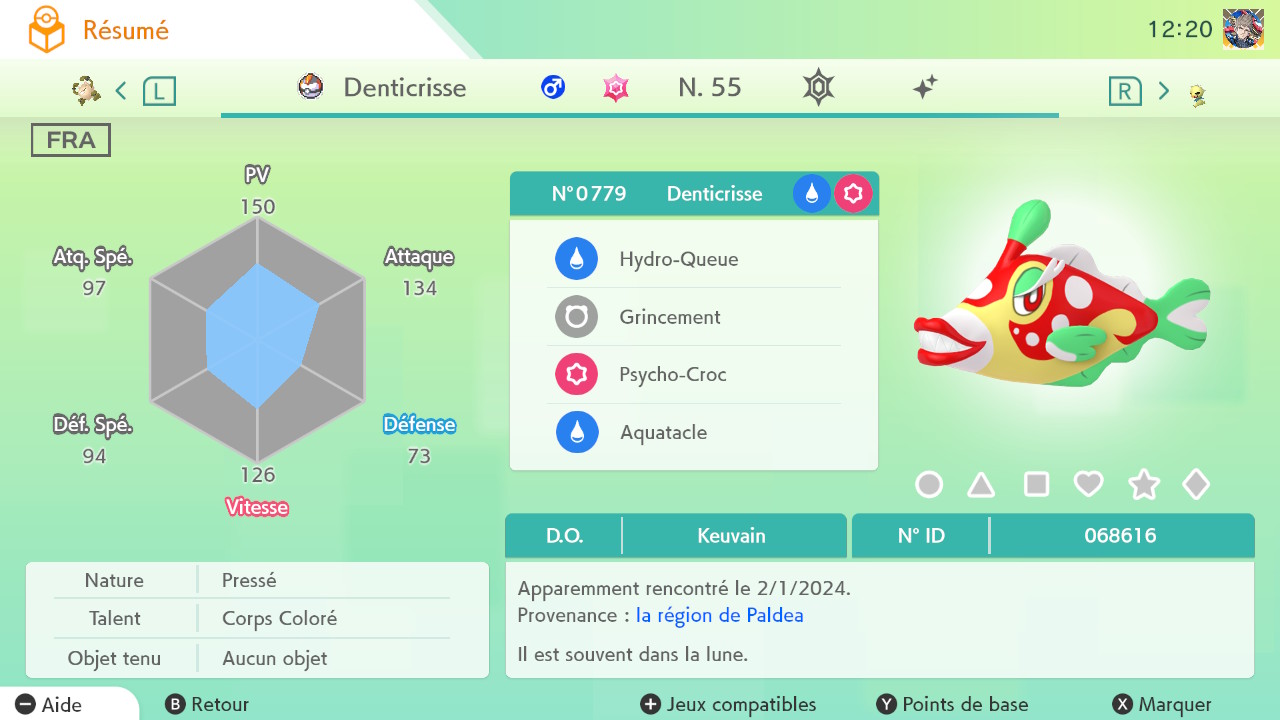 Résumé
12:20
L
Denticrisse
N. 55
R
FRA
PV
150
Atq. Spé.
97
Attaque
134
Déf. Spé.
94
Défense
73
126
Vitesse
N° 0779 Denticrisse
Hydro-Queue
Grincement
Psycho-Croc
Aquatacle
D.O. Keuvain
N° ID 068616
Nature Pressé
Talent Corps Coloré
Objet tenu Aucun objet
Apparemment rencontré le 2/1/2024.
Provenance : la région de Paldea
Il est souvent dans la lune.
Aide
B Retour
Jeux compatibles
Y Points de base
X Marquer